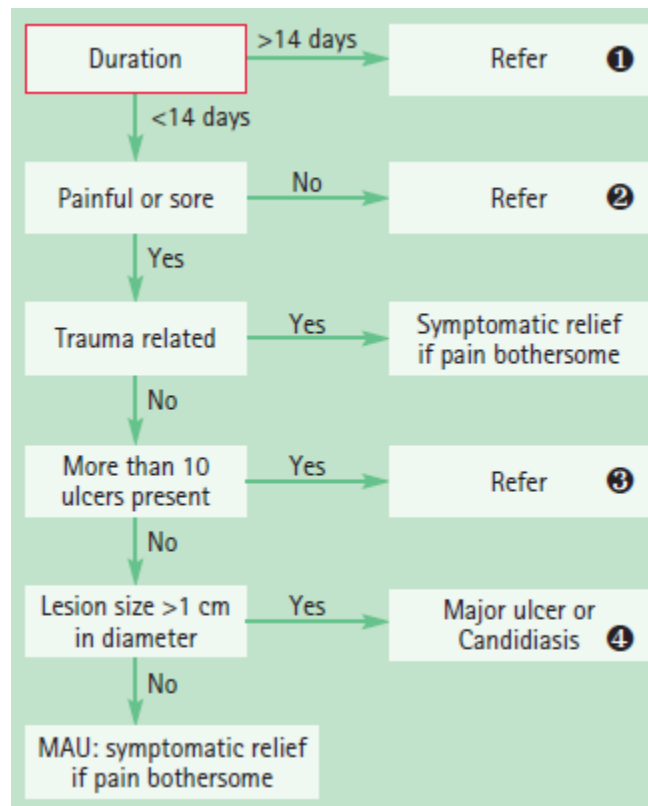 Duration
>14 days
Refer
❶
<14 days
Painful or sore
No
Refer
❷
Yes
Trauma related
Yes
Symptomatic relief
if pain bothersome
No
More than 10
ulcers present
Yes
Refer
❸
No
Lesion size >1 cm
in diameter
Yes
Major ulcer or
Candidiasis
❹
No
MAU: symptomatic relief
if pain bothersome